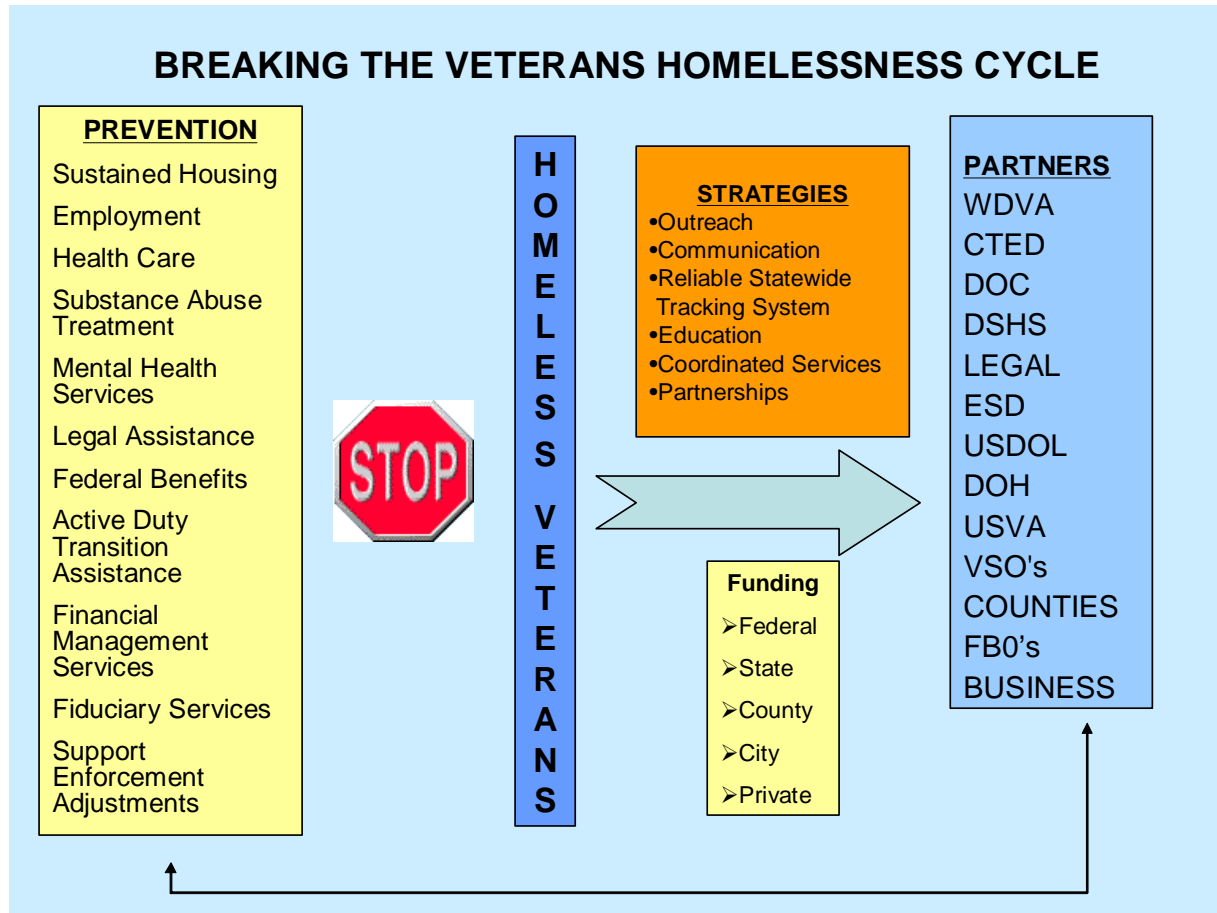 BREAKING THE VETERANS HOMELESSNESS CYCLE
PREVENTION
Sustained Housing
Employment
Health Care
Substance Abuse
Treatment
Mental Health
Services
Legal Assistance
Federal Benefits
Active Duty
Transition
Assistance
Financial
Management
Services
Fiduciary Services
Support
Enforcement
Adjustments
STOP
HOMELESS VETERANS
STRATEGIES
•Outreach
•Communication
•Reliable Statewide
Tracking System
•Education
•Coordinated Services
•Partnerships
Funding
➢Federal
➢State
➢County
➢City
➢Private
PARTNERS
WDVA
CTED
DOC
DSHS
LEGAL
ESD
USDOL
DOH
USVA
VSO's
COUNTIES
FB0’s
BUSINESS